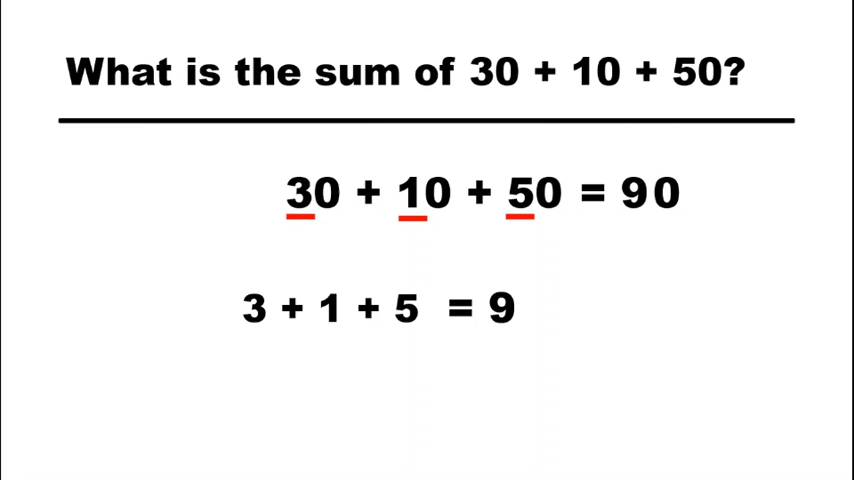 What is the sum of 30 + 10 + 50?
30 + 10 + 50 = 90
3 + 1 + 5 = 9